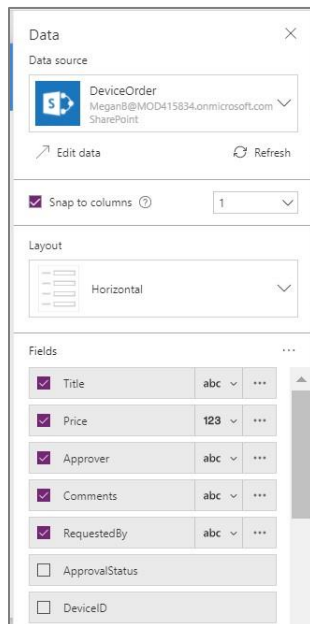 Data
Data source
DeviceOrder
MeganB@MOD415834.onmicrosoft.com
SharePoint
Edit data Refresh
Snap to columns 1
Layout
Horizontal
Fields ...
Title abc ...
Price 123 ...
Approver abc ...
Comments abc ...
RequestedBy abc ...
ApprovalStatus
DeviceID